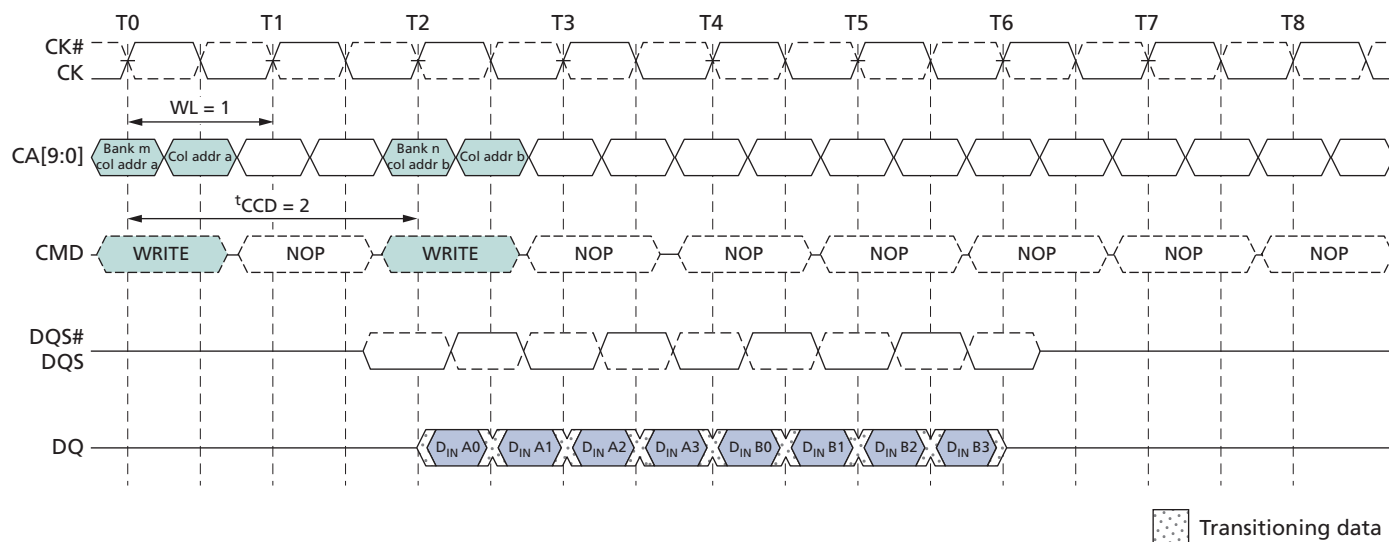 T0 T1 T2 T3 T4 T5 T6 T7 T8
CK#
CK
WL = 1
CA[9:0]
Bank m
col addr a
Col addr a
Bank n
col addr b
Col addr b
tCCD = 2
CMD WRITE NOP WRITE NOP NOP NOP NOP NOP NOP
DQS#
DQS
DQ DIN A0 DIN A1 DIN A2 DIN A3 DIN B0 DIN B1 DIN B2 DIN B3
Transitioning data